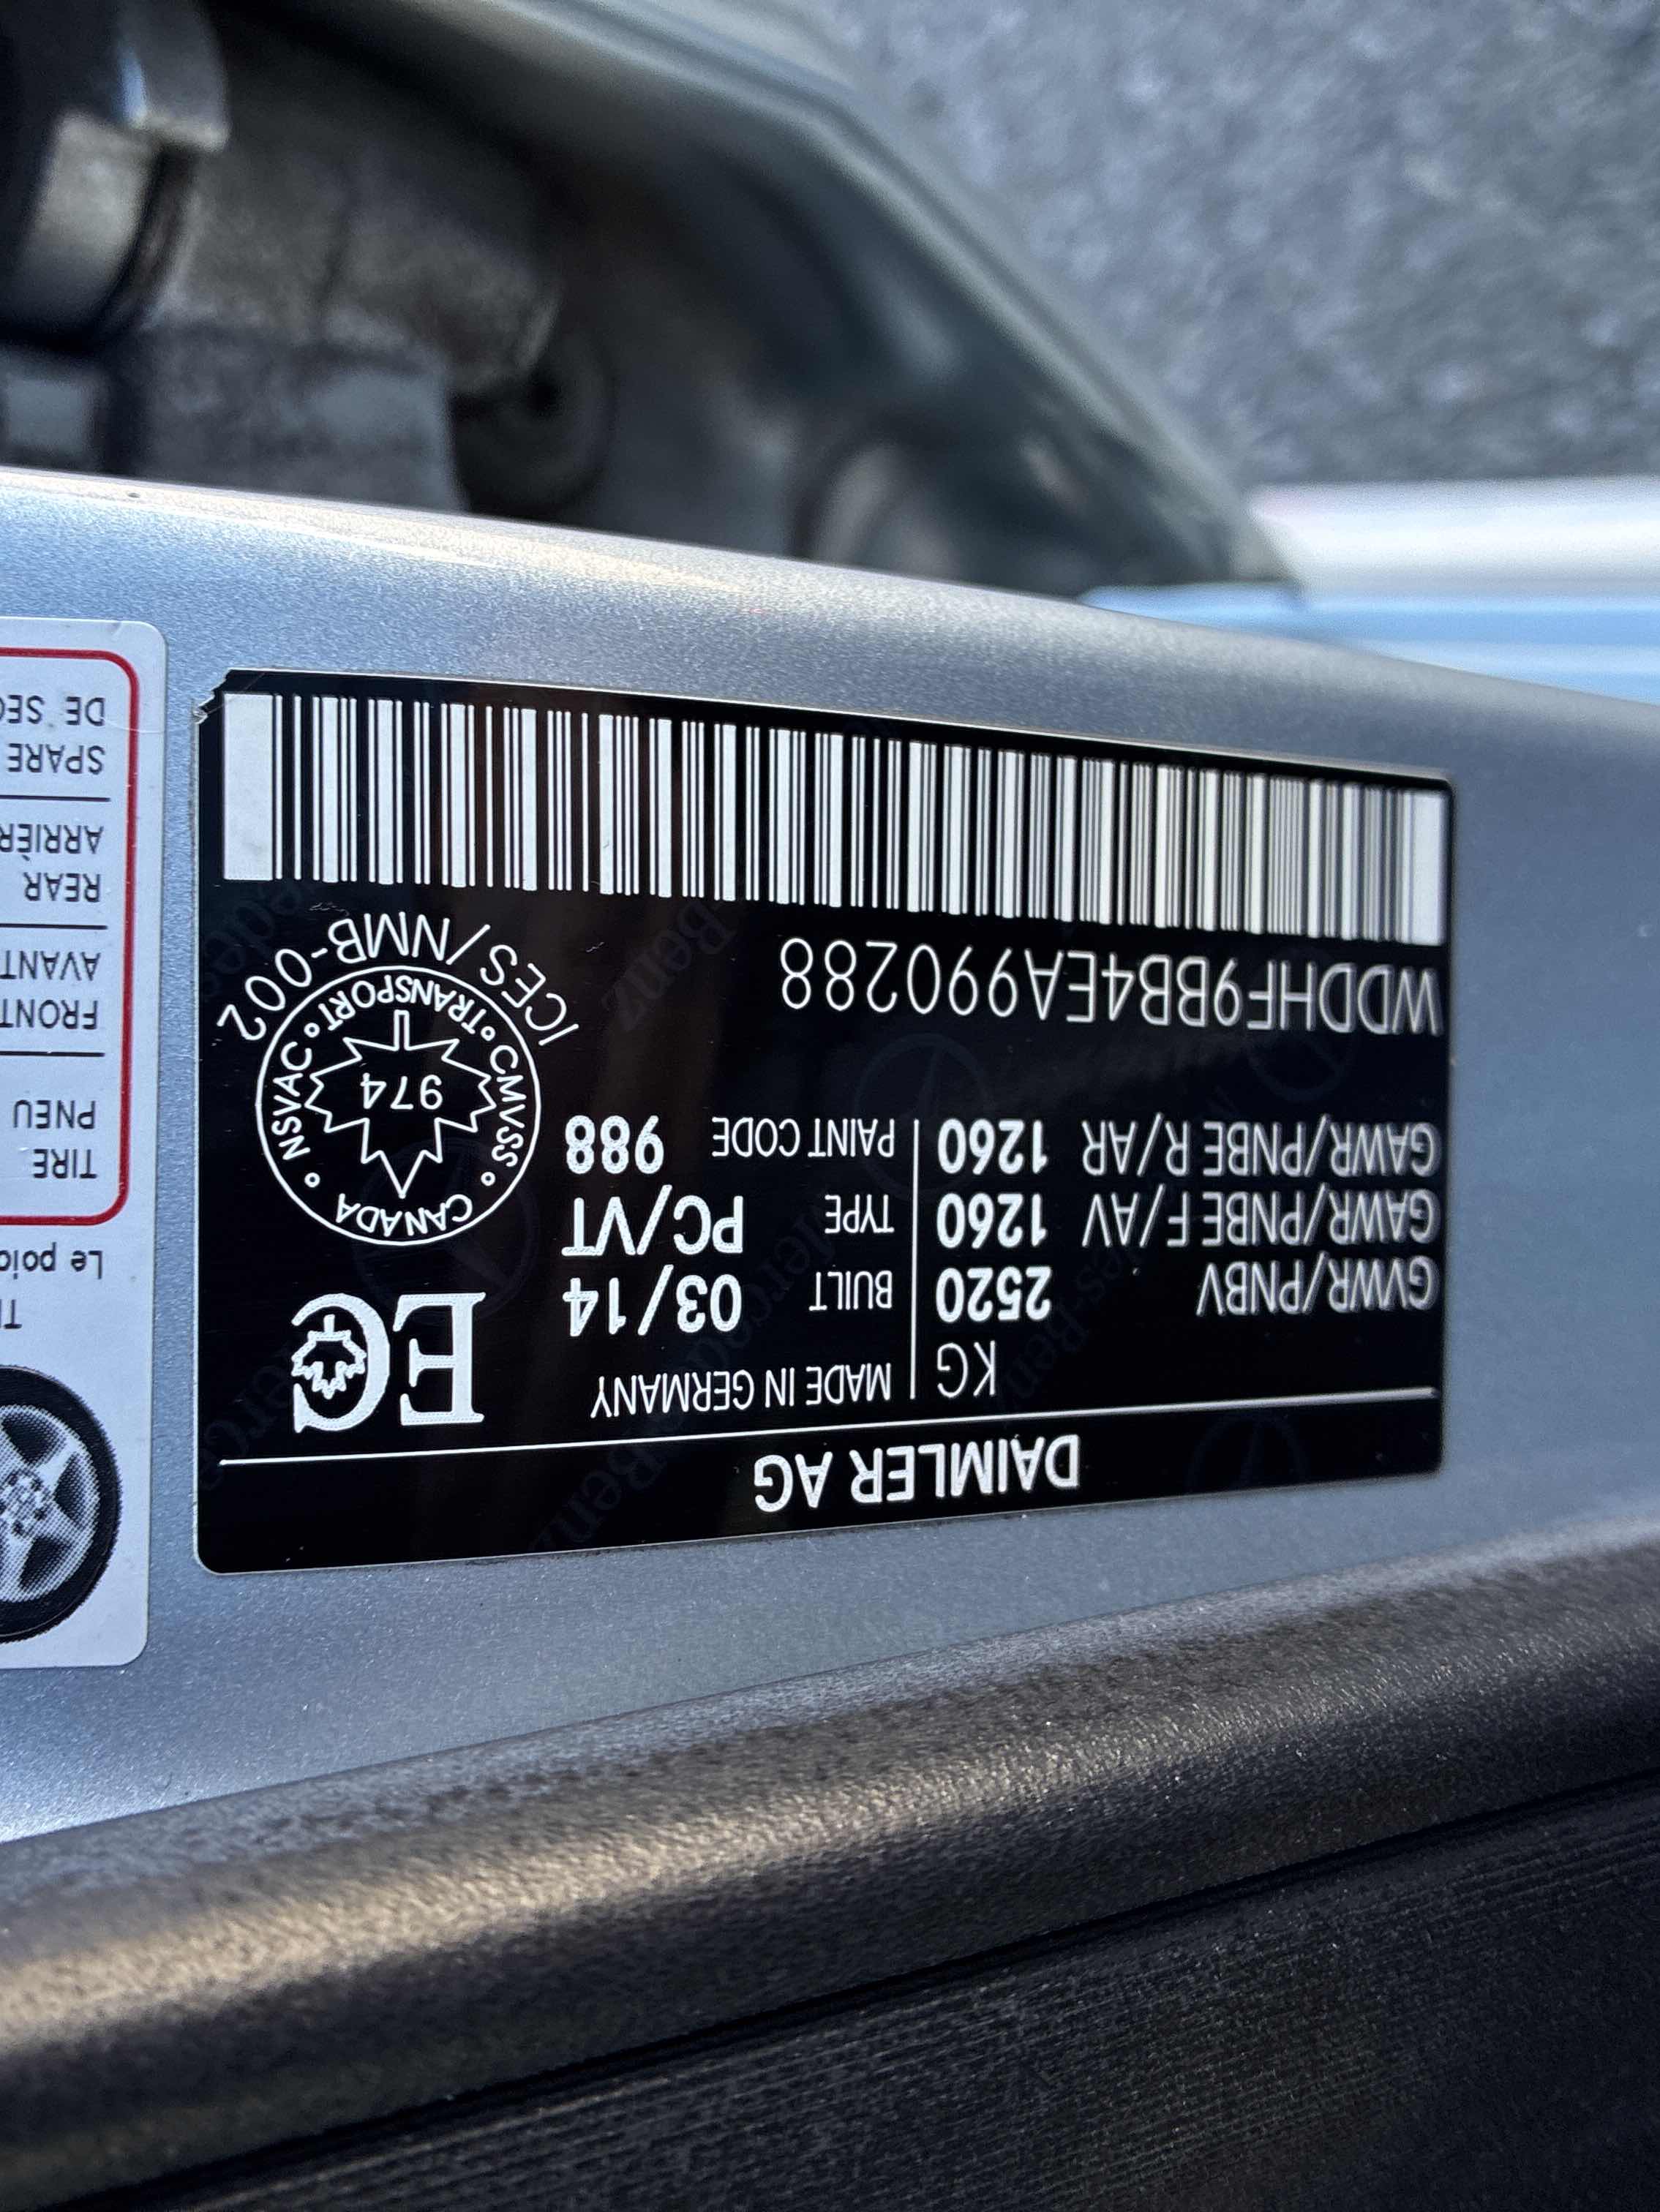 DAIMLER AG
KG
GVWR/PNBV 2520
GAWR/PNBE F/AV 1260
GAWR/PNBE R/AR 1260
MADE IN GERMANY
BUILT 03/14
TYPE PC/VT
PAINT CODE 988
EC
CANADA • CMVSS • TRANSPORT • NSVAC •
974
ICES/NMB-002
WDDHF9BB4EA990288
Le poid
TIRE
PNEU
FRONT
AVANT
REAR
ARRIÈR
SPARE
DE SEC